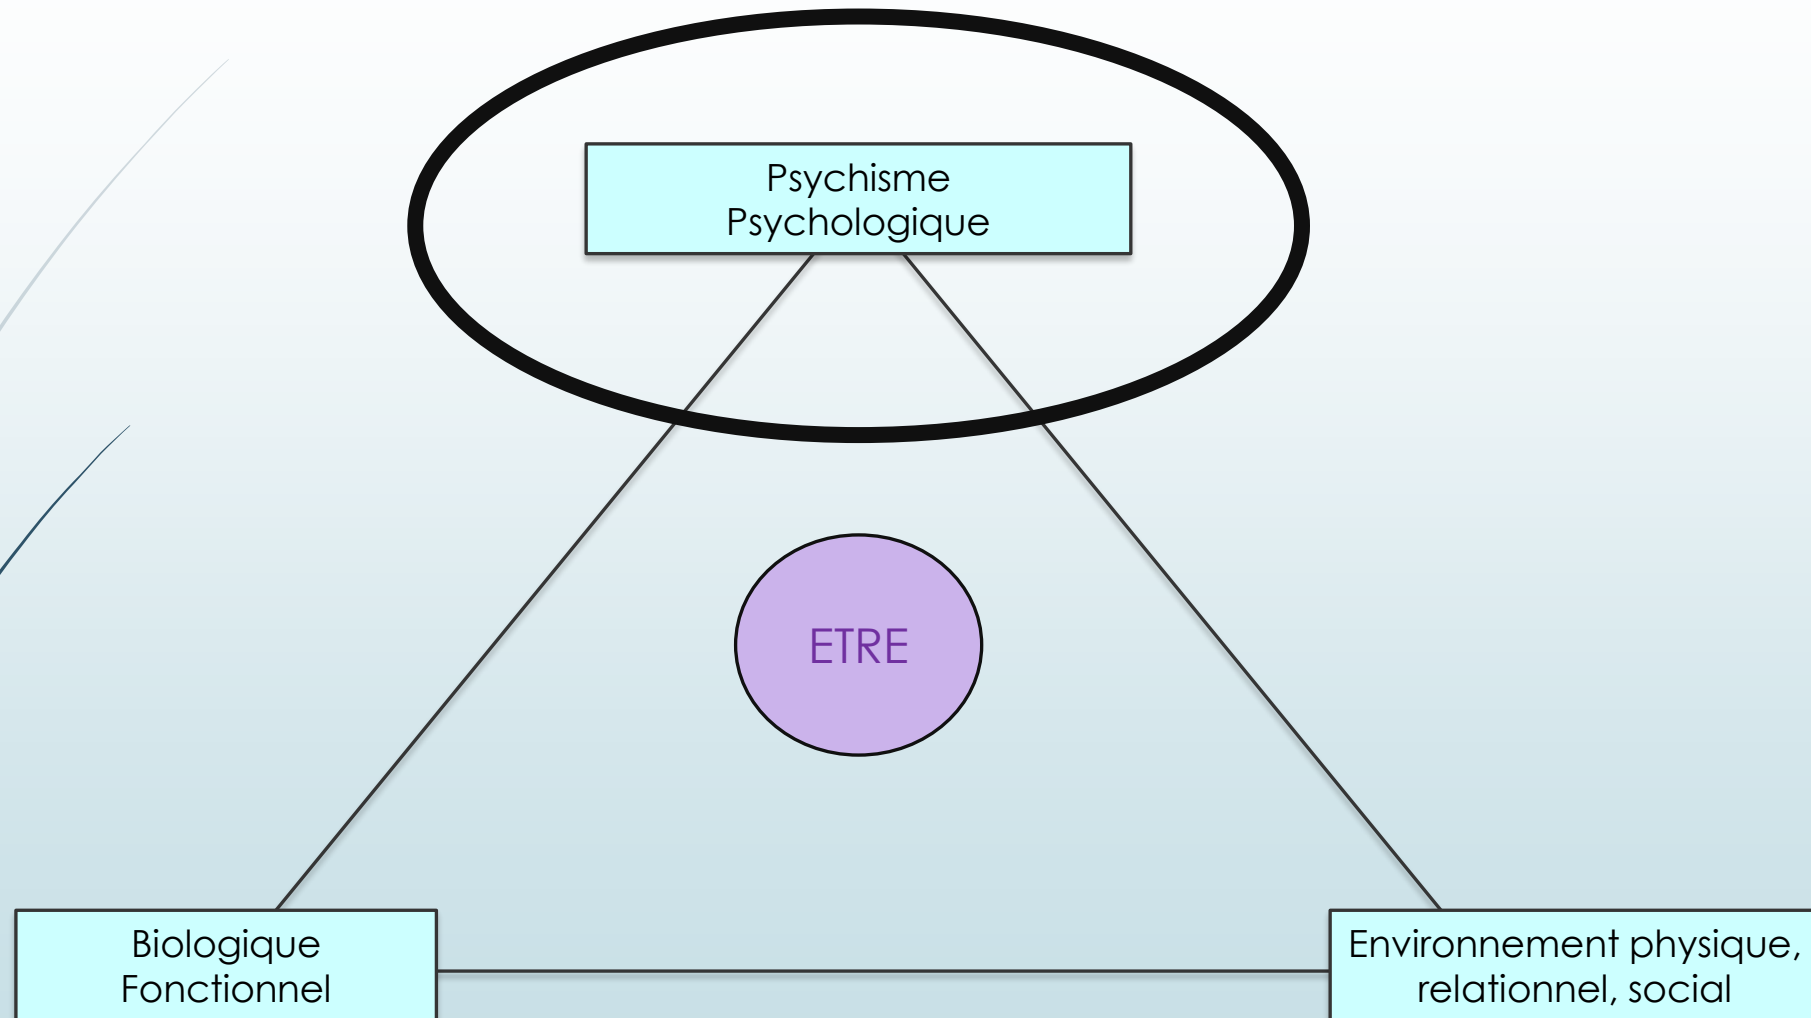 Psychisme
Psychologique
ETRE
Biologique
Fonctionnel
Environnement physique,
relationnel, social